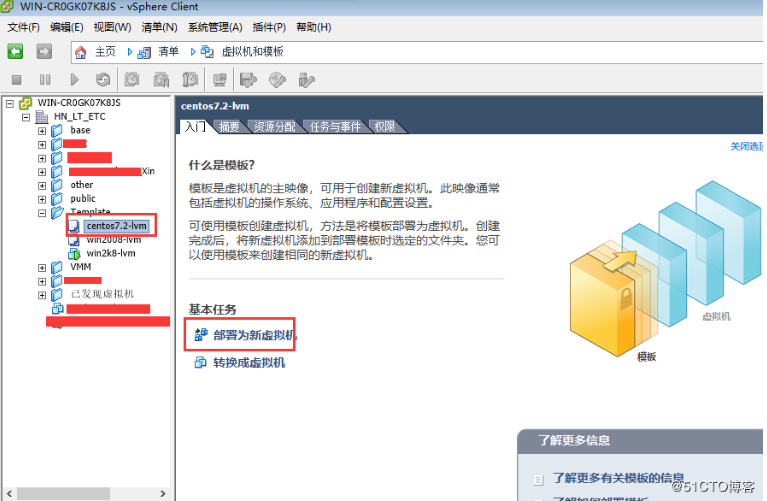 WIN-CR0GK07K8JS - vSphere Client
文件(F) 编辑(E) 视图(W) 清单(N) 系统管理(A) 插件(P) 帮助(H)
主页 清单 虚拟机和模板
WIN-CR0GK07K8JS
HN_LT_ETC
base
Xin
other
public
Template
centos7.2-lvm
win2008-lvm
win2k8-lvm
VMM
已发现虚拟机
centos7.2-lvm
入门 摘要 资源分配 任务与事件 权限
关闭选
什么是模板?
模板是虚拟机的主映像，可用于创建新虚拟机。此映像通常
包括虚拟机的操作系统、应用程序和配置设置。
可使用模板创建虚拟机，方法是将模板部署为虚拟机。创建
完成后，将新虚拟机添加到部署模板时选定的文件夹。您可
以使用模板来创建相同的新虚拟机。
虚拟机
模板
基本任务
部署为新虚拟机
转换成虚拟机
了解更多信息
了解更多有关模板的信息
了解如何部署模板
@51CTO博客